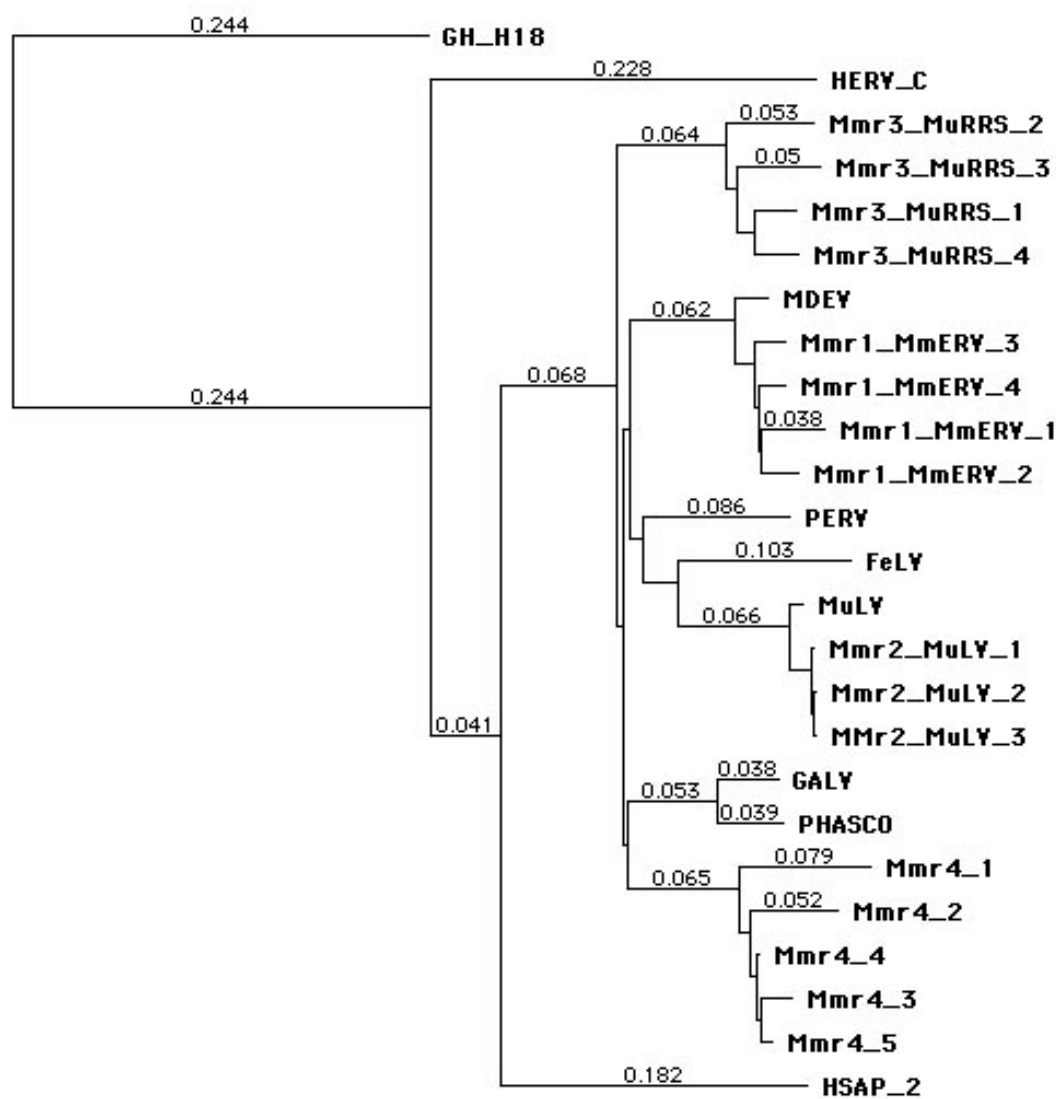 0.244
GH_H18
0.228
HERV_C
0.053
Mmr3_MuRRS_2
0.064
0.05
Mmr3_MuRRS_3
Mmr3_MuRRS_1
Mmr3_MuRRS_4
MDEV
0.062
Mmr1_MmERV_3
0.068
Mmr1_MmERV_4
0.244
0.038
Mmr1_MmERV_1
Mmr1_MmERV_2
0.086
PERV
0.103
FeLV
MuLV
0.066
Mmr2_MuLV_1
Mmr2_MuLV_2
0.041
MMr2_MuLV_3
0.038
GALV
0.053
0.039
PHASCO
0.079
Mmr4_1
0.065
0.052
Mmr4_2
Mmr4_4
Mmr4_3
Mmr4_5
0.182
HSAP_2